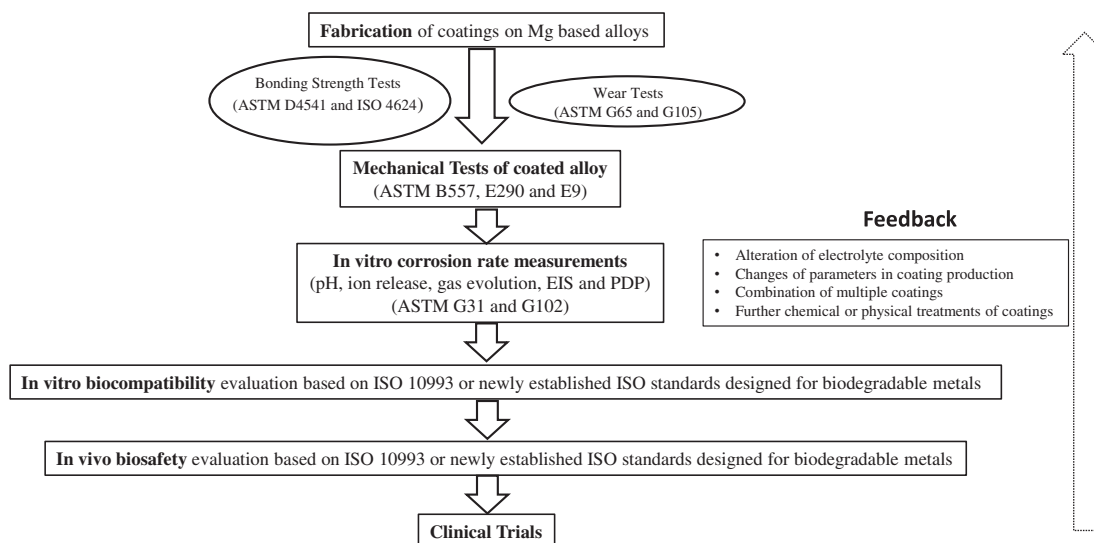 Fabrication of coatings on Mg based alloys
Bonding Strength Tests
(ASTM D4541 and ISO 4624)
Wear Tests
(ASTM G65 and G105)
Mechanical Tests of coated alloy
(ASTM B557, E290 and E9)
In vitro corrosion rate measurements
(pH, ion release, gas evolution, EIS and PDP)
(ASTM G31 and G102)
Feedback
• Alteration of electrolyte composition
• Changes of parameters in coating production
• Combination of multiple coatings
• Further chemical or physical treatments of coatings
In vitro biocompatibility evaluation based on ISO 10993 or newly established ISO standards designed for biodegradable metals
In vivo biosafety evaluation based on ISO 10993 or newly established ISO standards designed for biodegradable metals
Clinical Trials